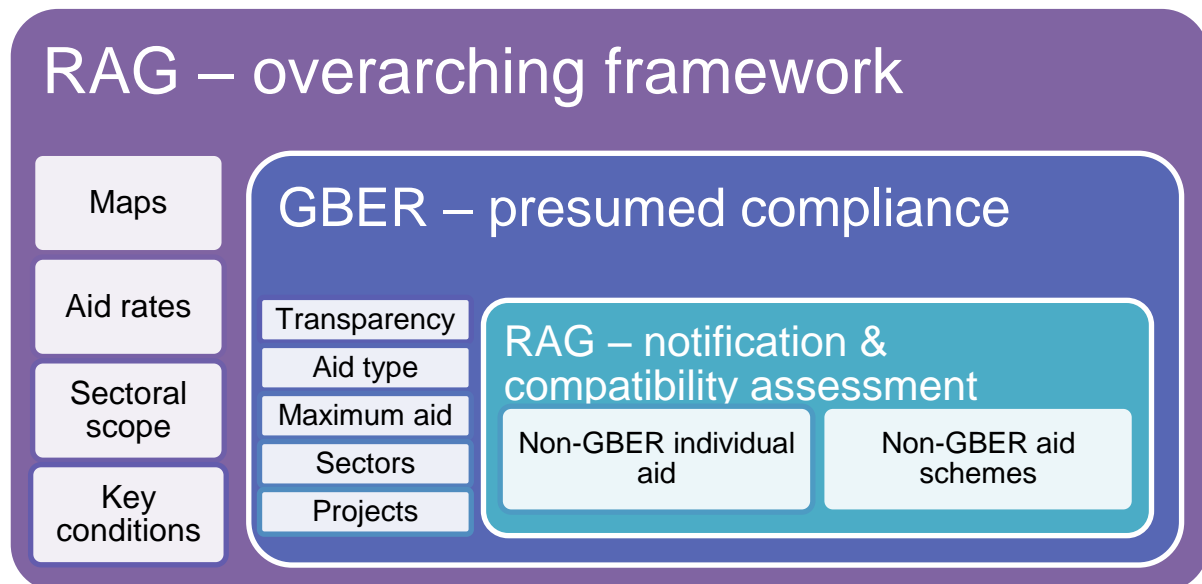 RAG – overarching framework
Maps
Aid rates
Sectoral
scope
Key
conditions
GBER – presumed compliance
Transparency
Aid type
Maximum aid
Sectors
Projects
RAG – notification &
compatibility assessment
Non-GBER individual
aid
Non-GBER aid
schemes